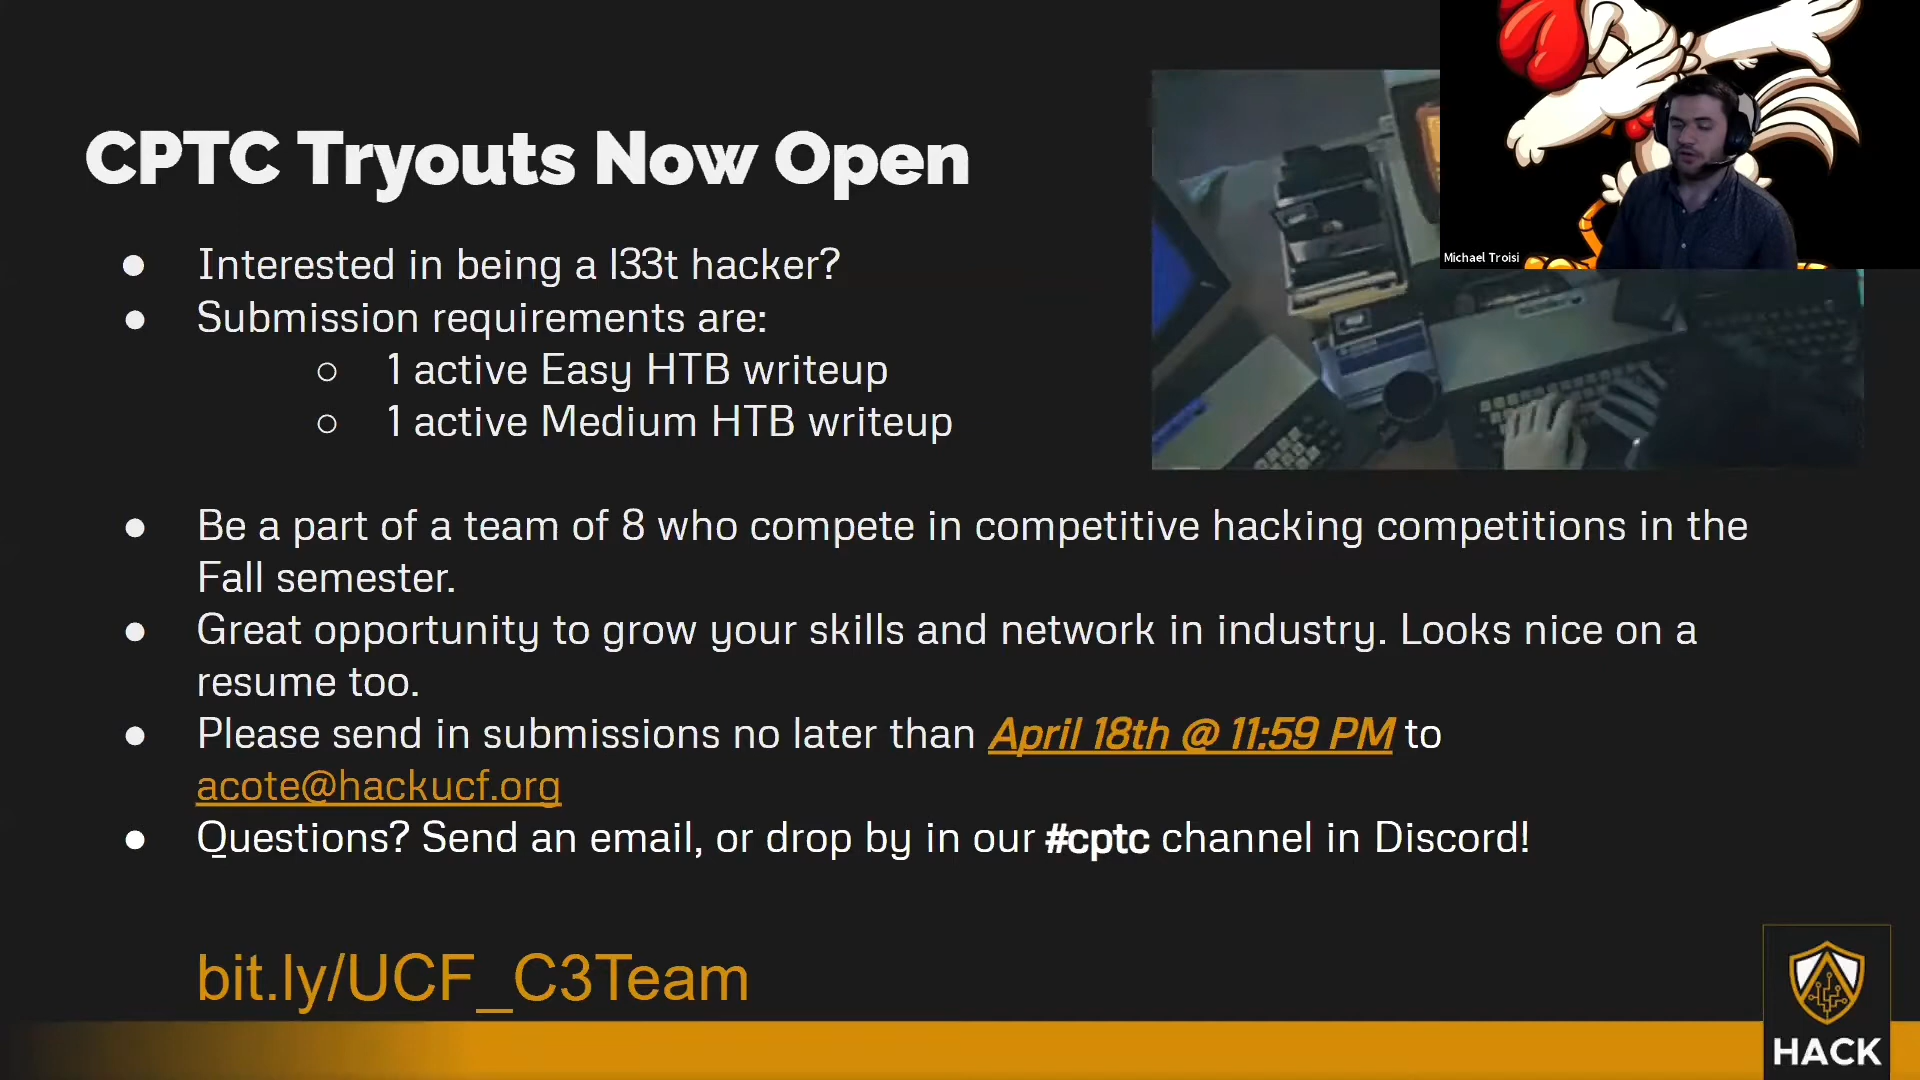 CPTC Tryouts Now Open
Michael Troisi
● Interested in being a l33t hacker?
● Submission requirements are:
○ 1 active Easy HTB writeup
○ 1 active Medium HTB writeup
● Be a part of a team of 8 who compete in competitive hacking competitions in the
Fall semester.
● Great opportunity to grow your skills and network in industry. Looks nice on a
resume too.
● Please send in submissions no later than April 18th @ 11:59 PM to
acote@hackucf.org
● Questions? Send an email, or drop by in our #cptc channel in Discord!
bit.ly/UCF_C3Team
HACK